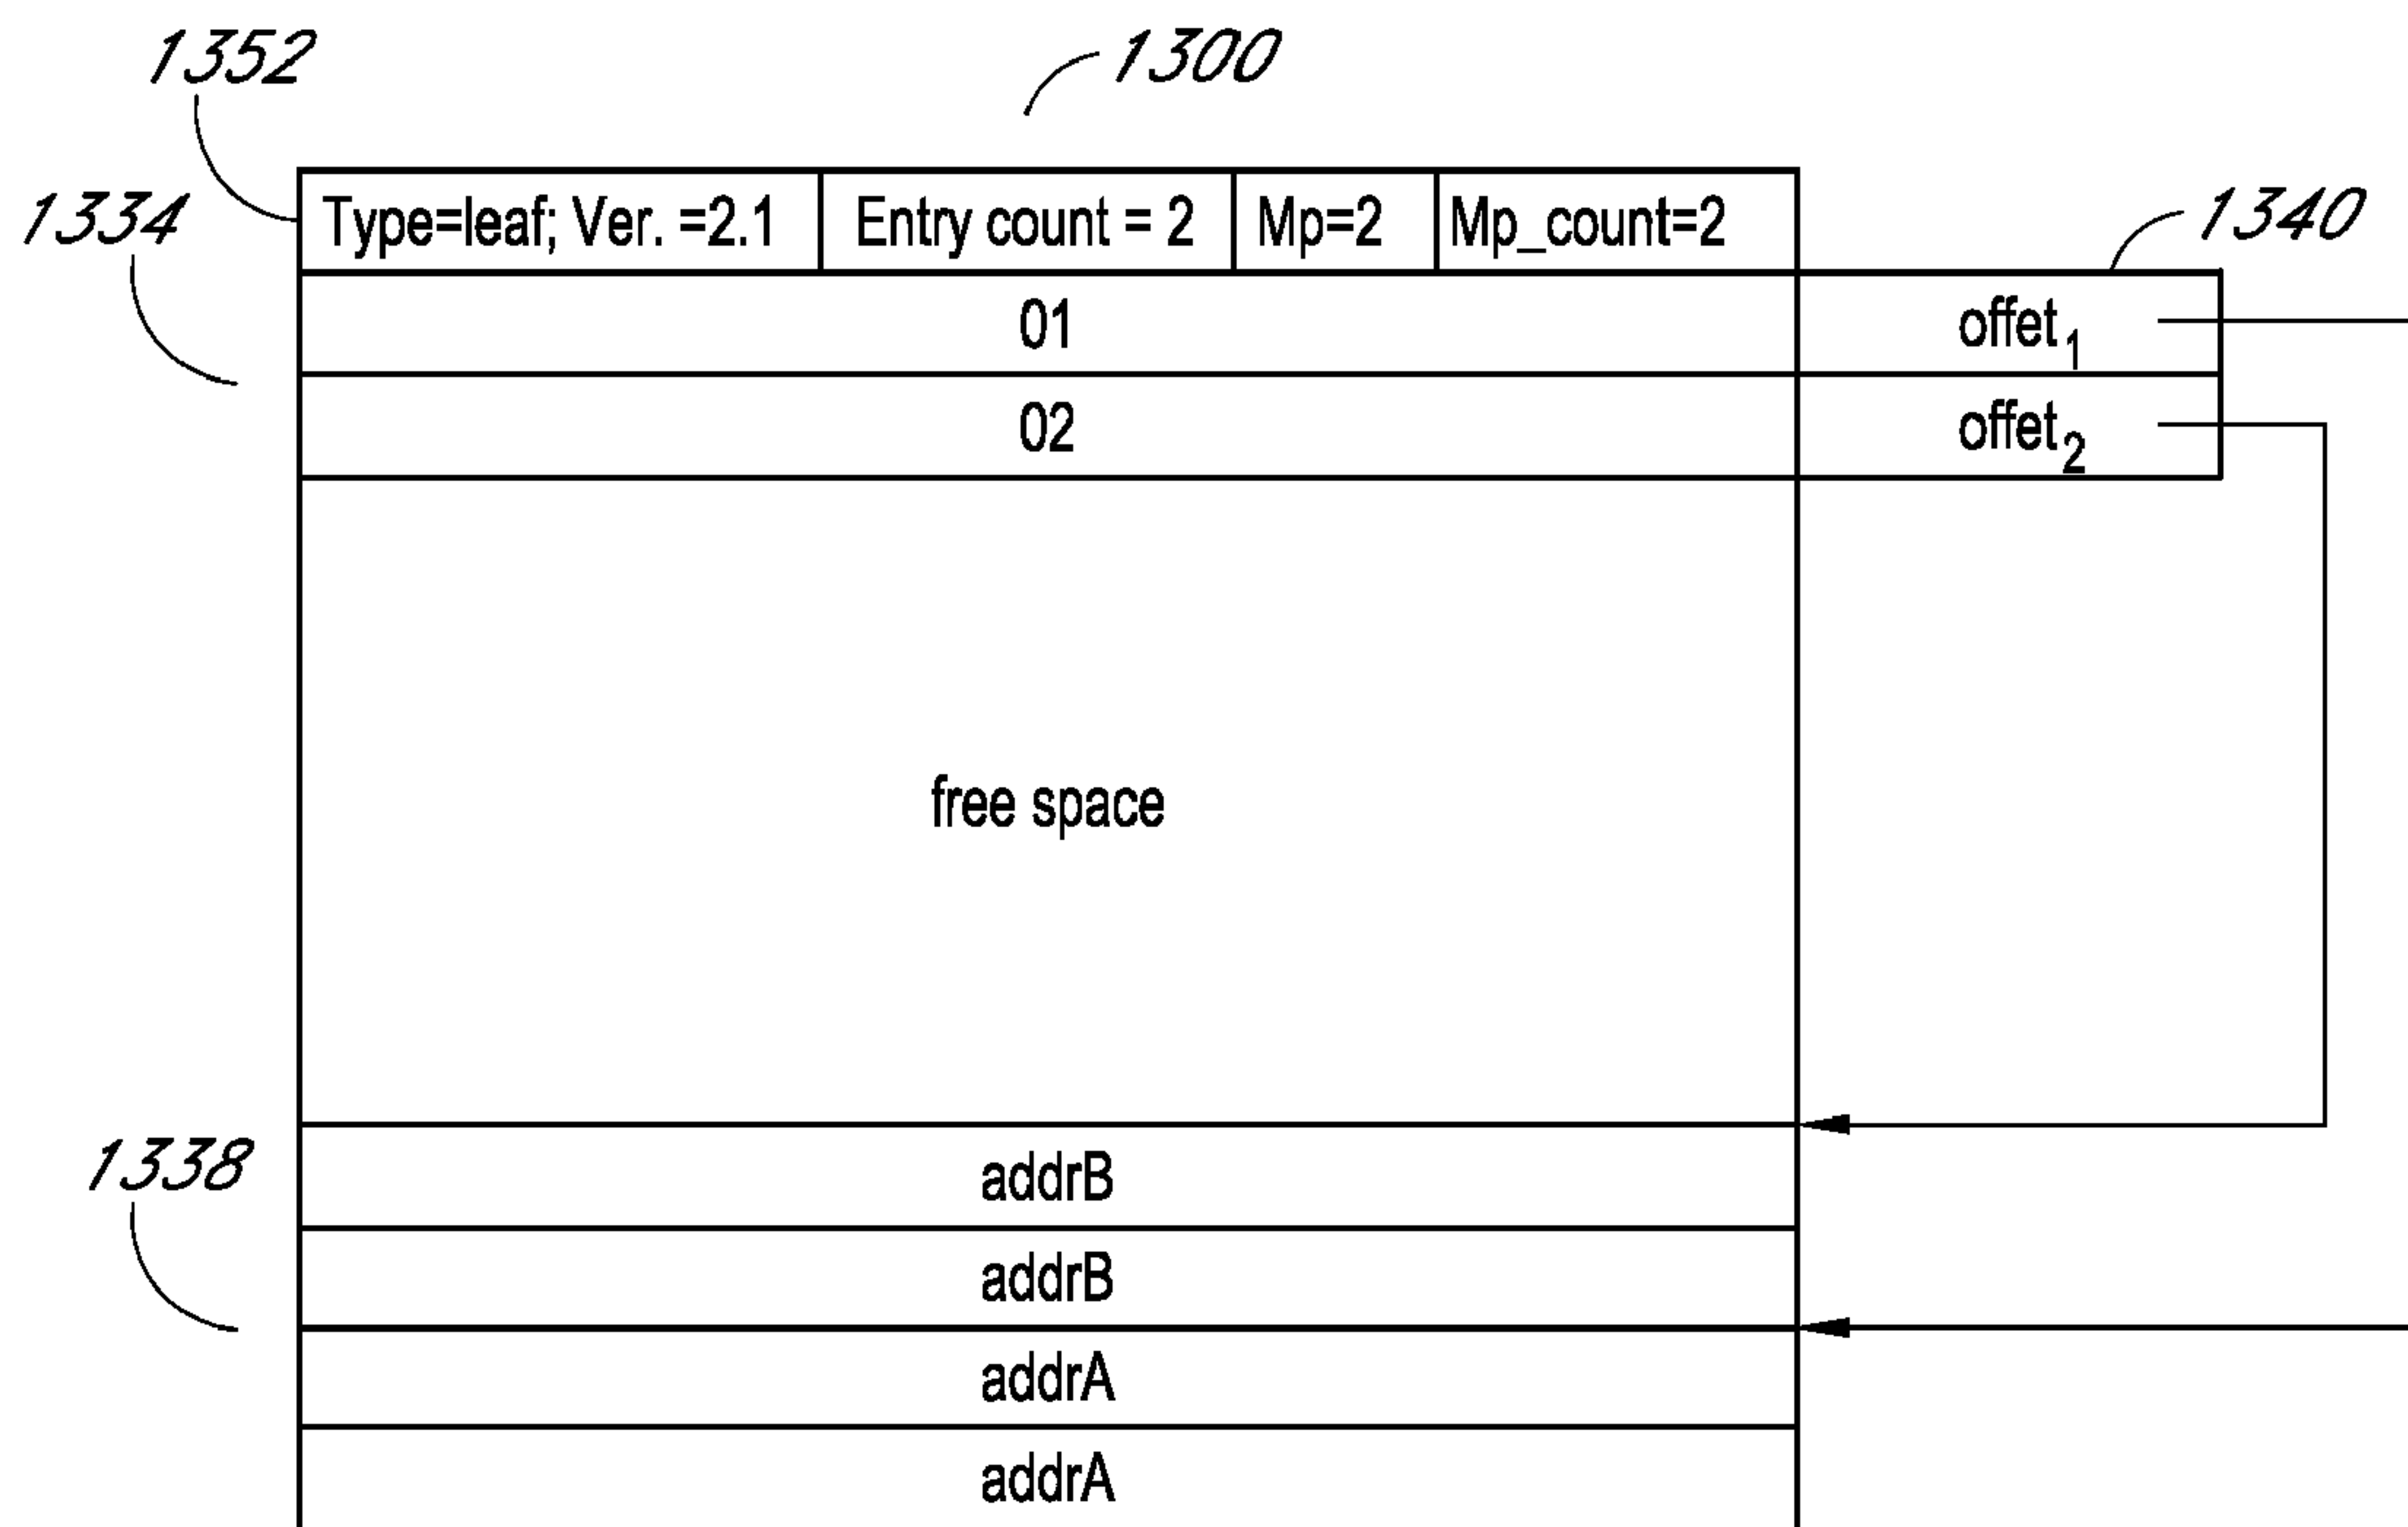 1352
1300
1334
Type=leaf; Ver. =2.1 Entry count = 2 Mp=2 Mp_count=2
1340
01 offet1
02 offet2
free space
1338
addrB
addrB
addrA
addrA